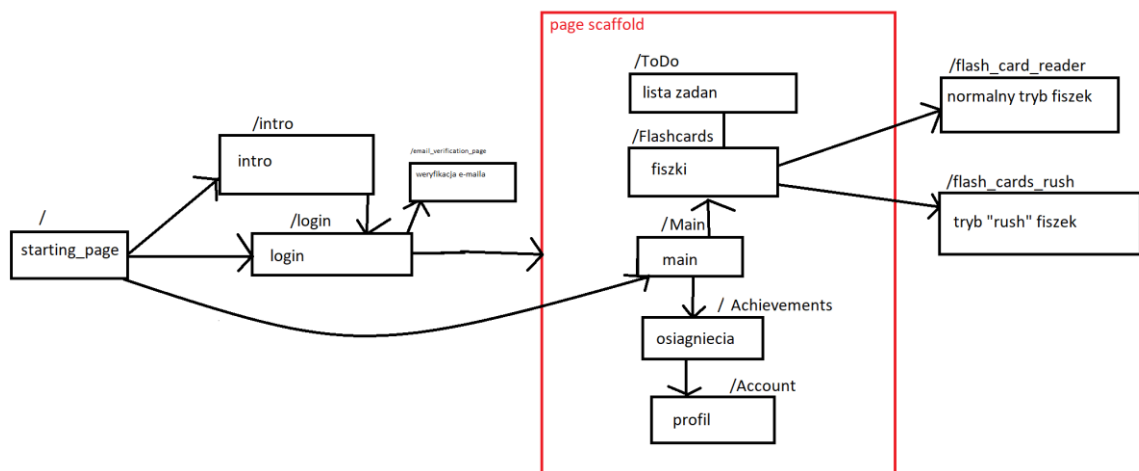 page scaffold
/ToDo
lista zadan
/flash_card_reader
normalny tryb fiszek
/intro
intro
/Flashcards
fiszki
/email_verification_page
weryfikacja e-maila
/flash_cards_rush
tryb "rush" fiszek
/
starting_page
/login
login
/Main
main
/ Achievements
osiagniecia
/Account
profil